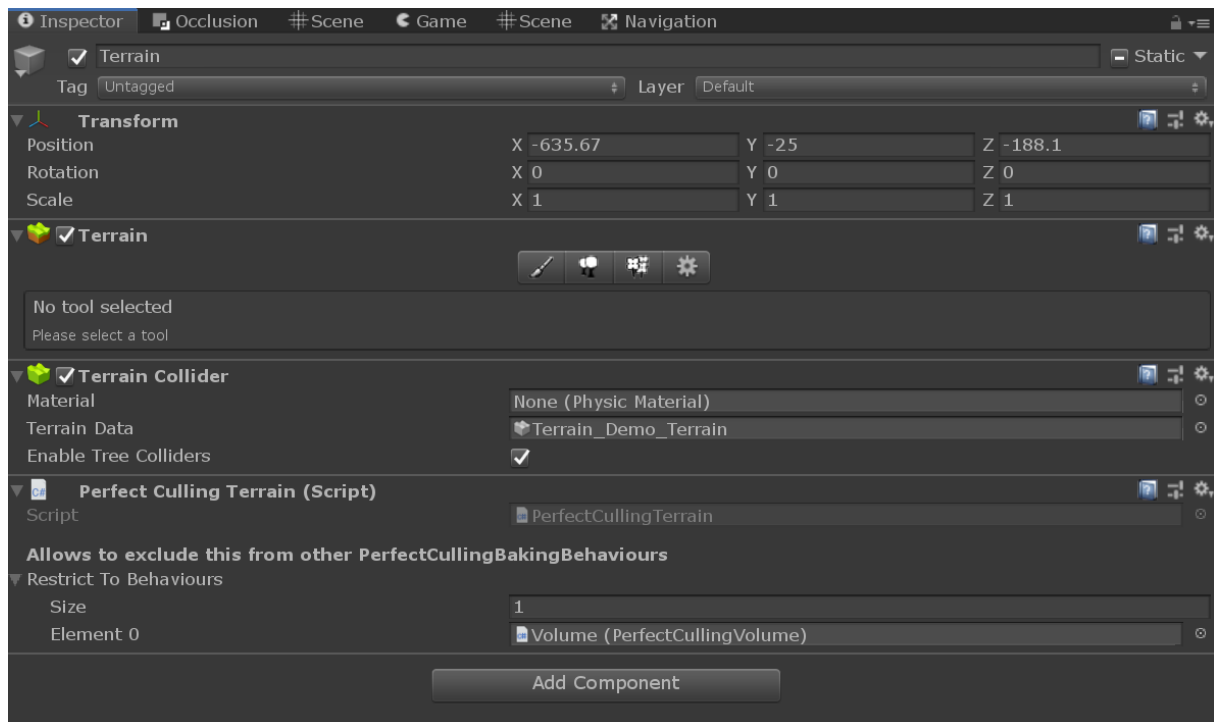 Inspector Occlusion Scene Game Scene Navigation
Terrain Static
Tag Untagged Layer Default
Transform
Position X -635.67 Y -25 Z -188.1
Rotation X 0 Y 0 Z 0
Scale X 1 Y 1 Z 1
Terrain
No tool selected
Please select a tool
Terrain Collider
Material None (Physic Material)
Terrain Data Terrain_Demo_Terrain
Enable Tree Colliders
Perfect Culling Terrain (Script)
Script PerfectCullingTerrain
Allows to exclude this from other PerfectCullingBakingBehaviours
Restrict To Behaviours
Size 1
Element 0 Volume (PerfectCullingVolume)
Add Component